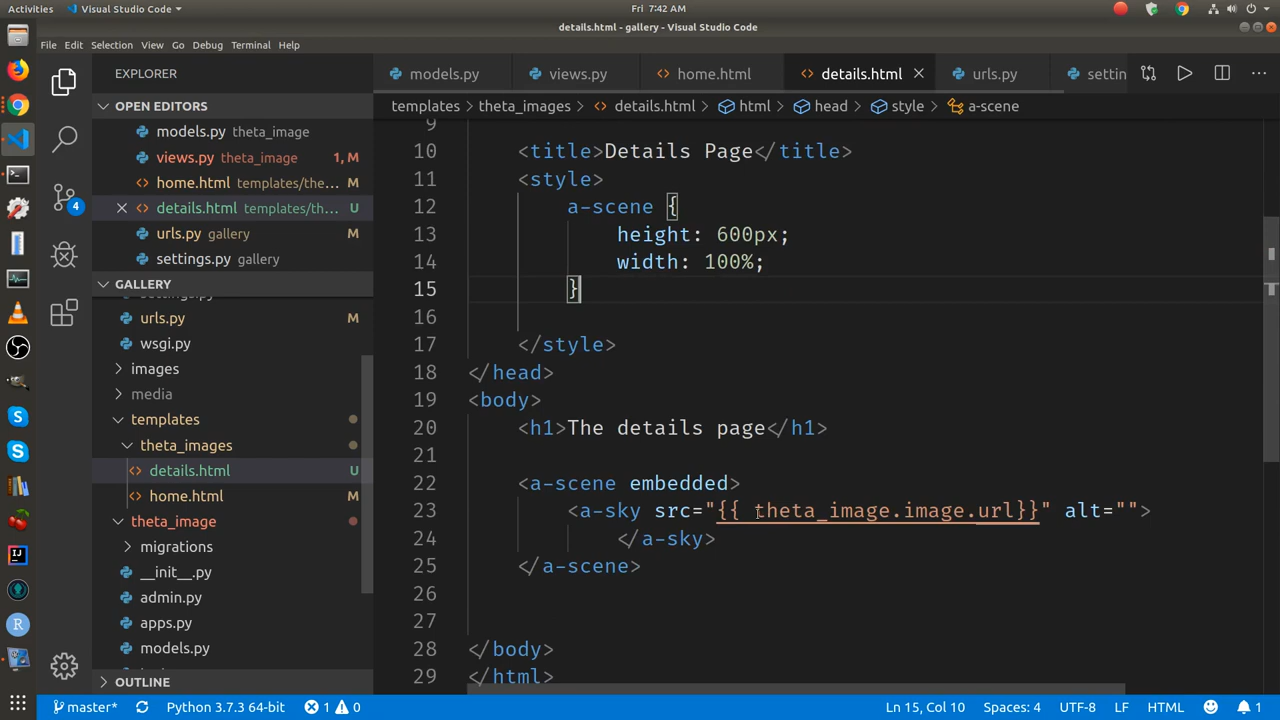 Activities
Visual Studio Code
Fri 7:42 AM
details.html - gallery - Visual Studio Code
File Edit Selection View Go Debug Terminal Help
EXPLORER
models.py
views.py
home.html
details.html
urls.py
settin
OPEN EDITORS
templates > theta_images > details.html > html > head > style > a-scene
models.py theta_image
views.py theta_image 1, M
home.html templates/the... M
details.html templates/th... U
urls.py gallery M
settings.py gallery
GALLERY
settings.py
urls.py M
wsgi.py
images
media
templates
theta_images
details.html U
home.html M
theta_image
migrations
__init__.py
admin.py
apps.py
models.py
OUTLINE
4
9
10 <title>Details Page</title>
11 <style>
12 a-scene {
13 height: 600px;
14 width: 100%;
15 }
16
17 </style>
18 </head>
19 <body>
20 <h1>The details page</h1>
21
22 <a-scene embedded>
23 <a-sky src="{{ theta_image.image.url}}" alt="">
24 </a-sky>
25 </a-scene>
26
27
28 </body>
29 </html>
master* Python 3.7.3 64-bit 1 0 Ln 15, Col 10 Spaces: 4 UTF-8 LF HTML 1